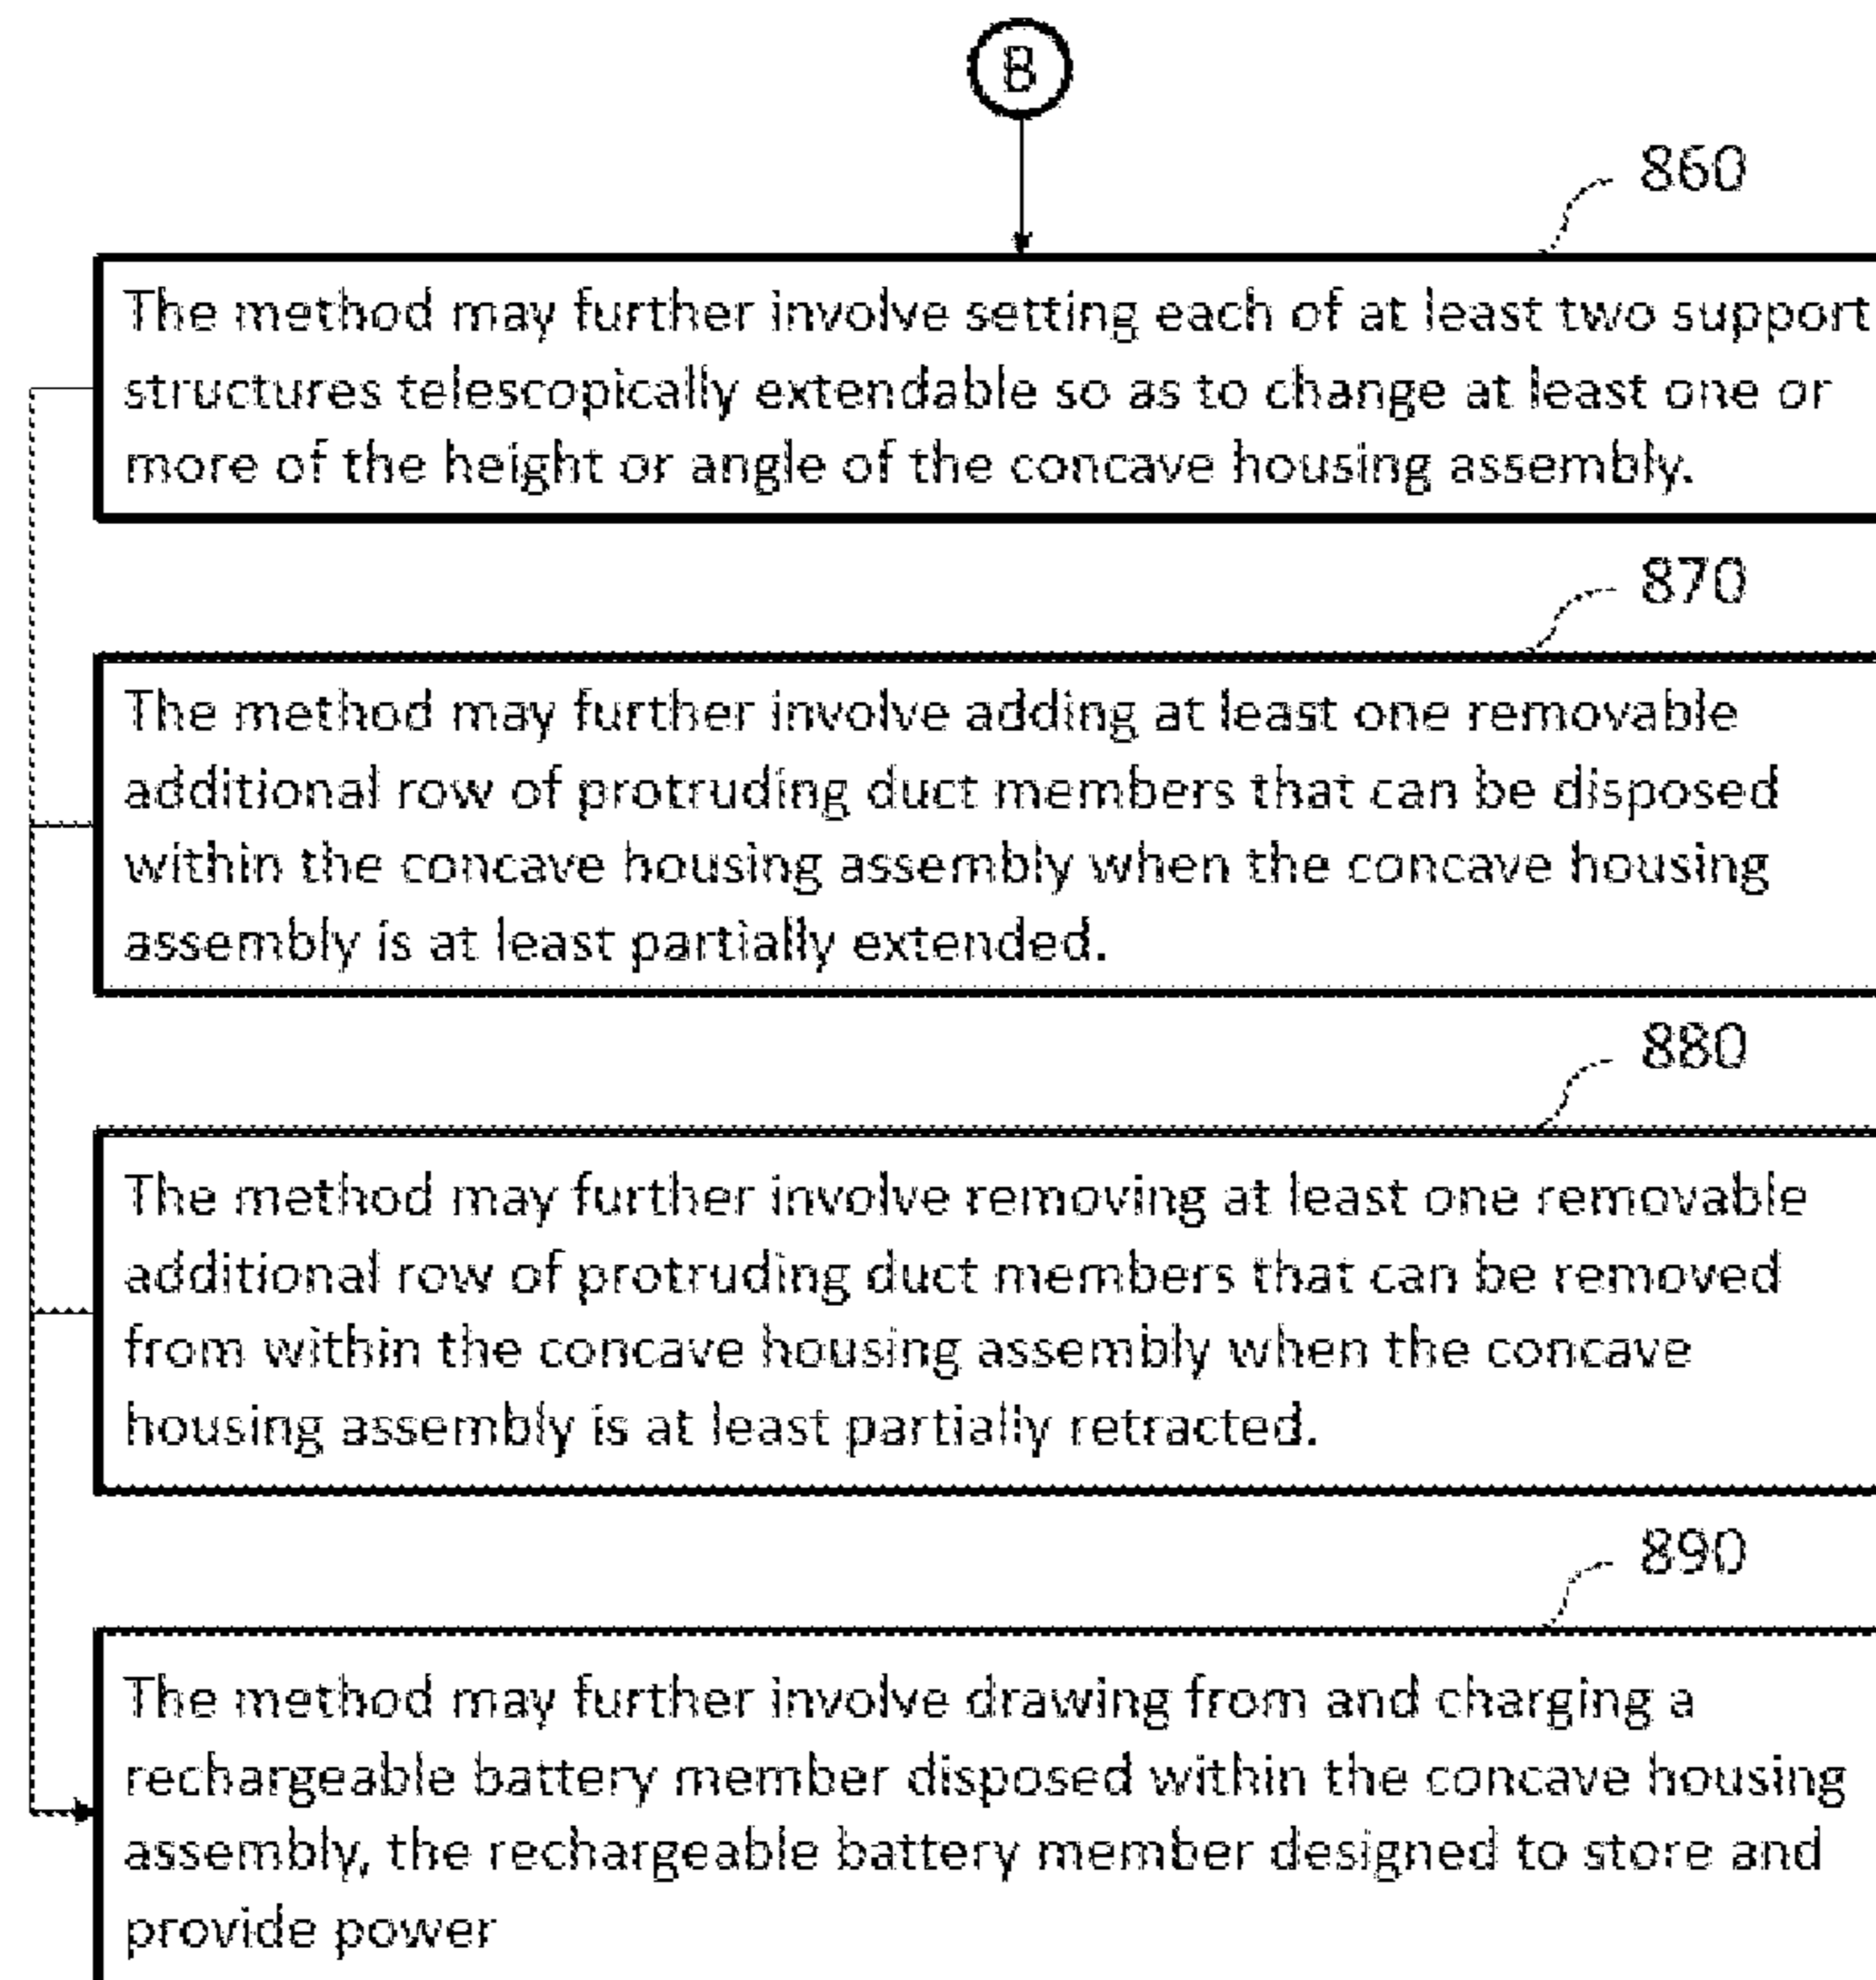 B
860
The method may further involve setting each of at least two support
structures telescopically extendable so as to change at least one or
more of the height or angle of the concave housing assembly.
870
The method may further involve adding at least one removable
additional row of protruding duct members that can be disposed
within the concave housing assembly when the concave housing
assembly is at least partially extended.
880
The method may further involve removing at least one removable
additional row of protruding duct members that can be removed
from within the concave housing assembly when the concave
housing assembly is at least partially retracted.
890
The method may further involve drawing from and charging a
rechargeable battery member disposed within the concave housing
assembly, the rechargeable battery member designed to store and
provide power